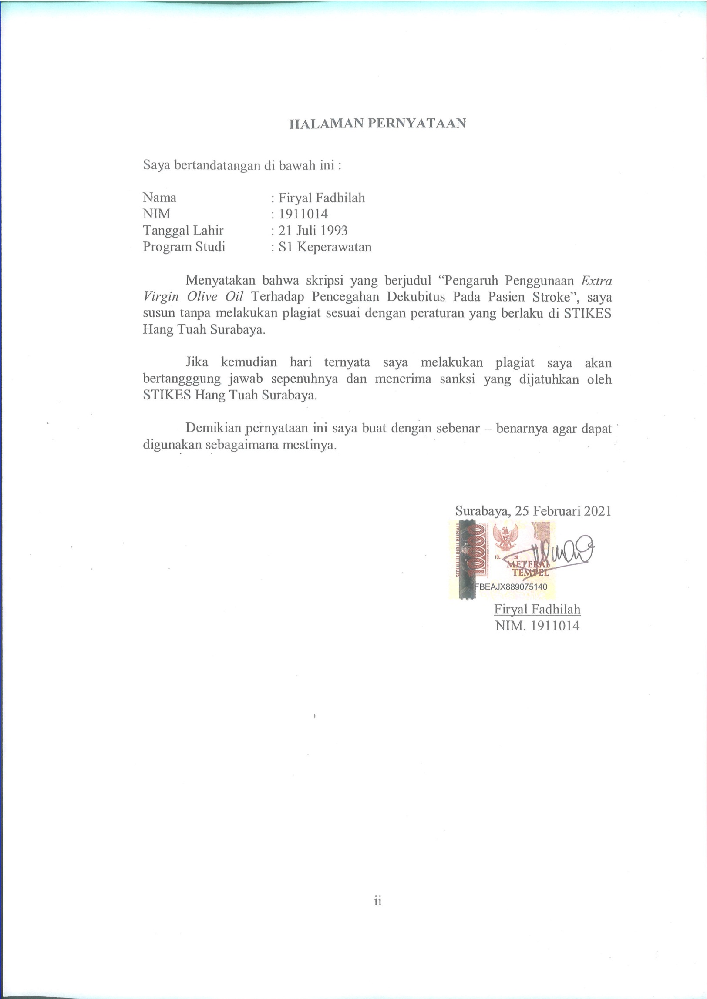 HALAMAN PERNYATAAN
Saya bertandatangan di bawah ini :
Nama : Firyal Fadhilah
NIM : 1911014
Tanggal Lahir : 21 Juli 1993
Program Studi : S1 Keperawatan
Menyatakan bahwa skripsi yang berjudul “Pengaruh Penggunaan Extra
Virgin Olive Oil Terhadap Pencegahan Dekubitus Pada Pasien Stroke”, saya
susun tanpa melakukan plagiat sesuai dengan peraturan yang berlaku di STIKES
Hang Tuah Surabaya.
Jika kemudian hari ternyata saya melakukan plagiat saya akan
bertangggung jawab sepenuhnya dan menerima sanksi yang dijatuhkan oleh
STIKES Hang Tuah Surabaya.
Demikian pernyataan ini saya buat dengan sebenar – benarnya agar dapat
digunakan sebagaimana mestinya.
Surabaya, 25 Februari 2021
SEPULUH RIBU RUPIAH
10000
TGL. 20
METERAI
TEMPEL
FBEAJX889075140
Firyal Fadhilah
NIM. 1911014
ii